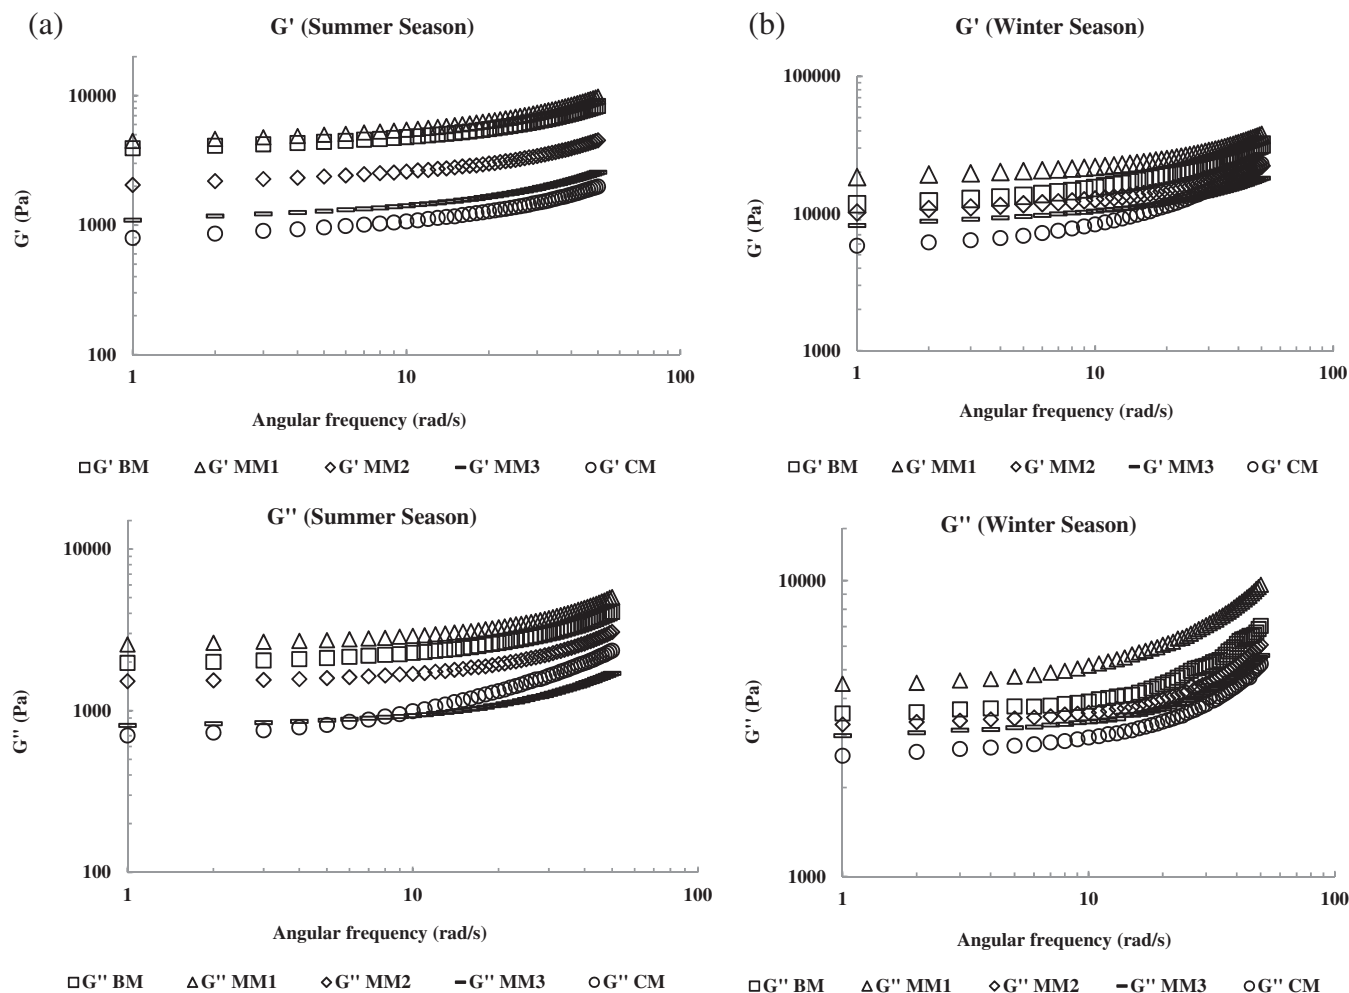 (a)
G' (Summer Season)
10000
1000
100
G' (Pa)
1
10
100
Angular frequency (rad/s)
G' BM
G' MM1
G' MM2
G' MM3
G' CM
(b)
G' (Winter Season)
100000
10000
1000
G' (Pa)
1
10
100
Angular frequency (rad/s)
G' BM
G' MM1
G' MM2
G' MM3
G' CM
G'' (Summer Season)
10000
1000
100
G'' (Pa)
1
10
100
Angular frequency (rad/s)
G'' BM
G'' MM1
G'' MM2
G'' MM3
G'' CM
G'' (Winter Season)
10000
1000
G'' (Pa)
1
10
100
Angular frequency (rad/s)
G'' BM
G'' MM1
G'' MM2
G'' MM3
G'' CM